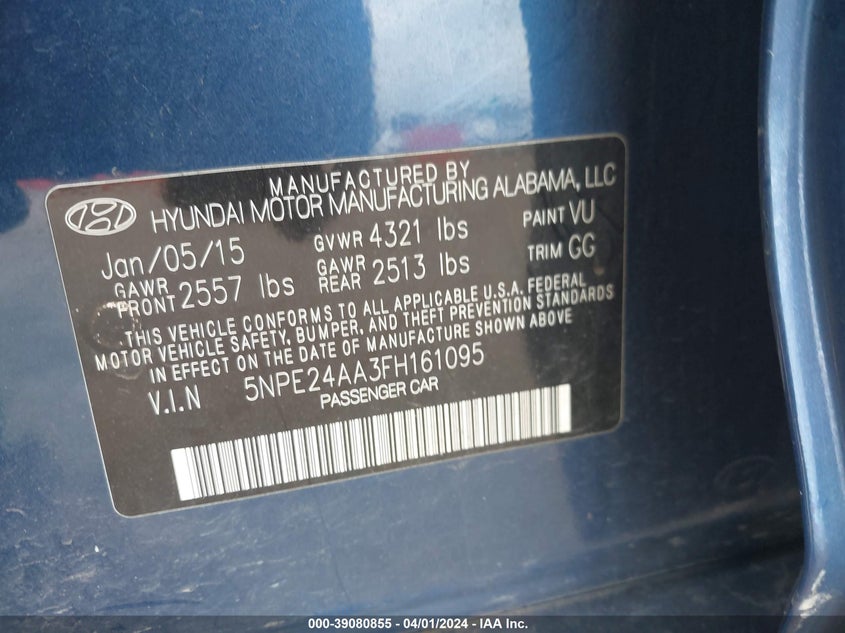 MANUFACTURED BY
HYUNDAI MOTOR MANUFACTURING ALABAMA, LLC
Jan/05/15 GVWR 4321 lbs PAINT VU
GAWR FRONT 2557 lbs GAWR REAR 2513 lbs TRIM GG
THIS VEHICLE CONFORMS TO ALL APPLICABLE U.S.A. FEDERAL
MOTOR VEHICLE SAFETY, BUMPER, AND THEFT PREVENTION STANDARDS
IN EFFECT ON THE DATE OF MANUFACTURE SHOWN ABOVE
V.I.N 5NPE24AA3FH161095
PASSENGER CAR
000-39080855 - 04/01/2024 - IAA Inc.